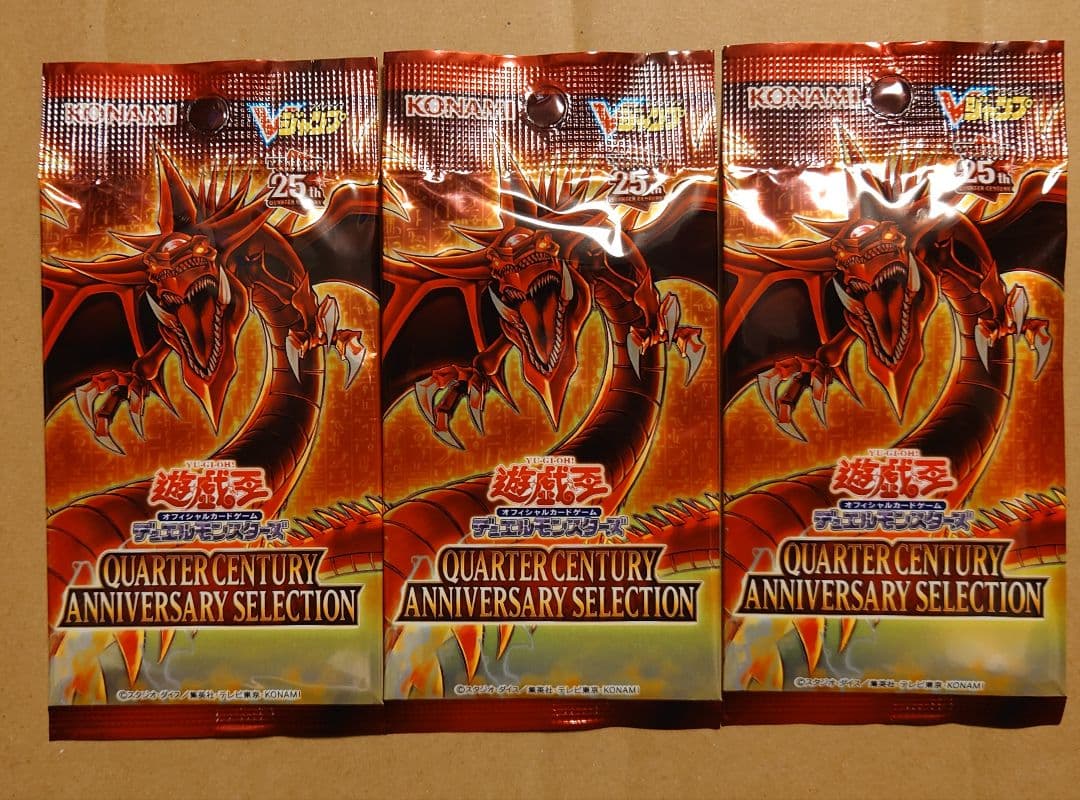 KONAMI
Vジャンプ
25th
QUARTER CENTURY
YU-GI-OH!
遊戯王
オフィシャルカードゲーム
デュエルモンスターズ
QUARTER CENTURY
ANNIVERSARY SELECTION
©スタジオ・ダイス/集英社・テレビ東京・KONAMI
KONAMI
Vジャンプ
25th
YU-GI-OH!
遊戯王
オフィシャルカードゲーム
デュエルモンスターズ
QUARTER CENTURY
ANNIVERSARY SELECTION
©スタジオ・ダイス/集英社・テレビ東京・KONAMI
KONAMI
Vジャンプ
25th
QUARTER CENTURY
YU-GI-OH!
遊戯王
オフィシャルカードゲーム
デュエルモンスターズ
QUARTER CENTURY
ANNIVERSARY SELECTION
©スタジオ・ダイス/集英社・テレビ東京・KONAMI